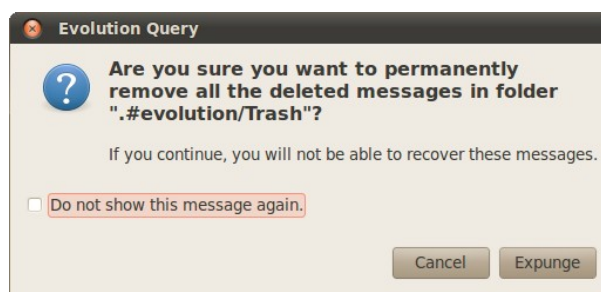 Evolution Query
Are you sure you want to permanently
remove all the deleted messages in folder
".#evolution/Trash"?
If you continue, you will not be able to recover these messages.
Do not show this message again.
Cancel Expunge